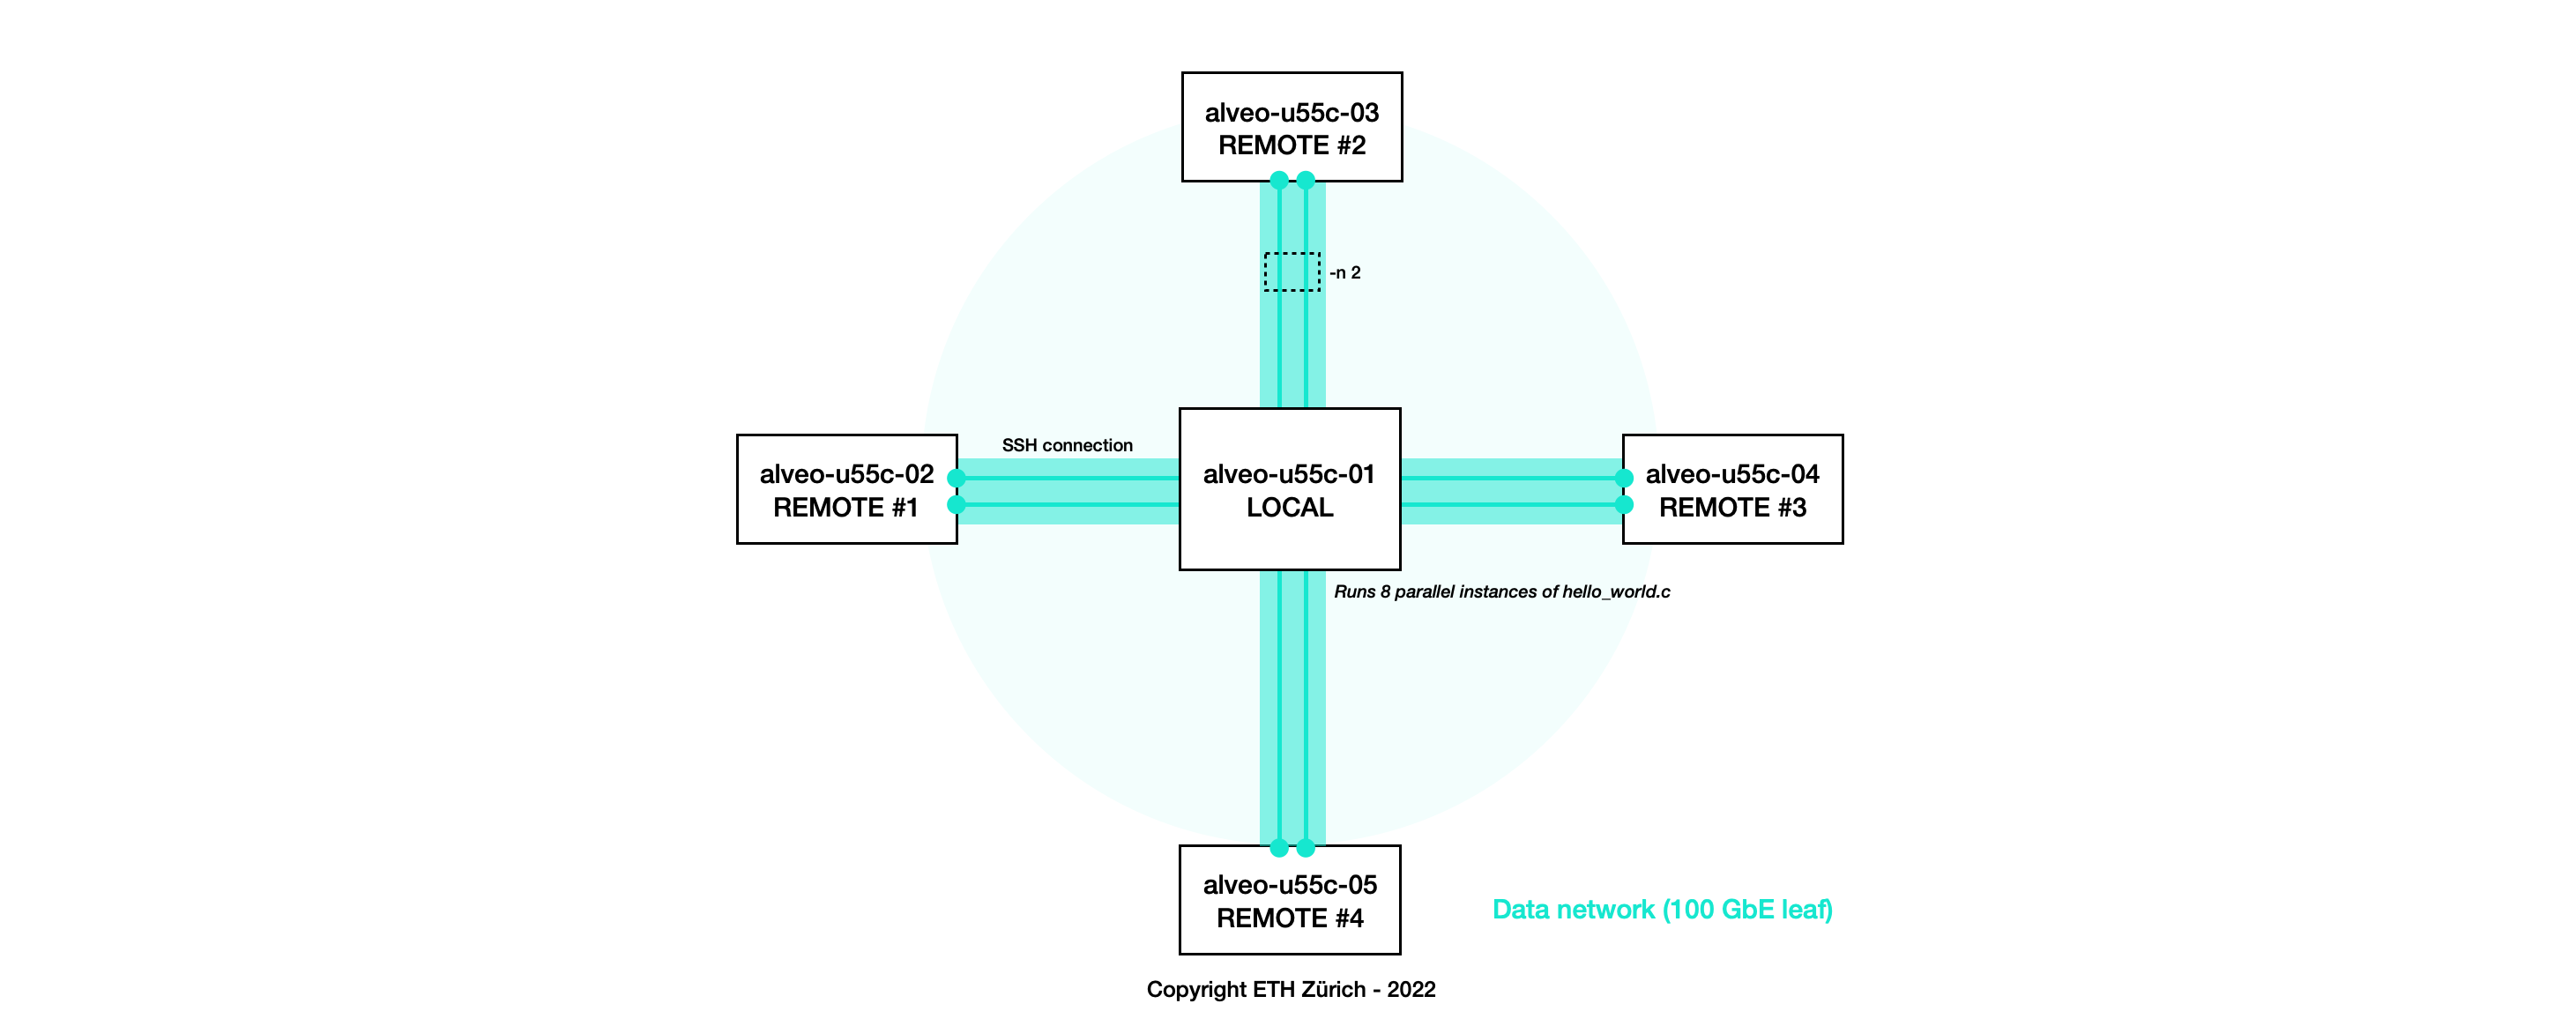 alveo-u55c-03
REMOTE #2
-n 2
SSH connection
alveo-u55c-02
REMOTE #1
alveo-u55c-01
LOCAL
alveo-u55c-04
REMOTE #3
Runs 8 parallel instances of hello_world.c
alveo-u55c-05
REMOTE #4
Data network (100 GbE leaf)
Copyright ETH Zürich - 2022